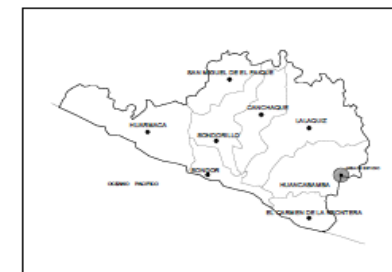 SAN MIGUEL DE EL FAIQUE
CANCHAQUE
HUARMACA
LALAQUIZ
SONDORILLO
SONDOR
OCEANO PACIFICO
HUANCABAMBA
EL CARMEN DE LA FRONTERA